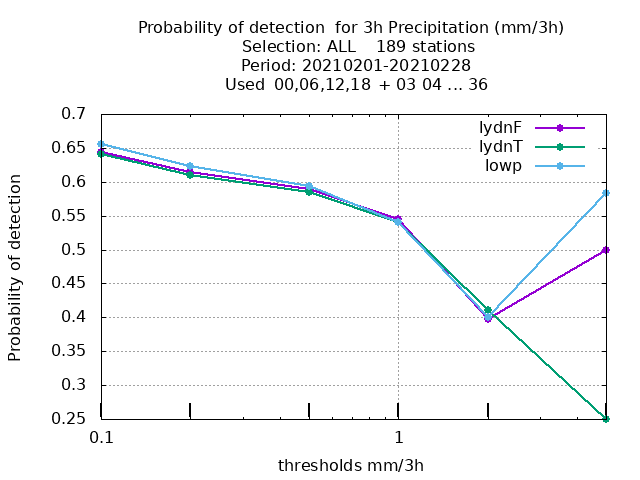 Probability of detection  for 3h Precipitation (mm/3h)
Selection: ALL    189 stations
Period: 20210201-20210228
Used  00,06,12,18  + 03 04 ... 36
lydnF
lydnT
lowp
0.7
0.65
0.6
0.55
0.5
0.45
0.4
0.35
0.3
0.25
Probability of detection
0.1
1
thresholds mm/3h